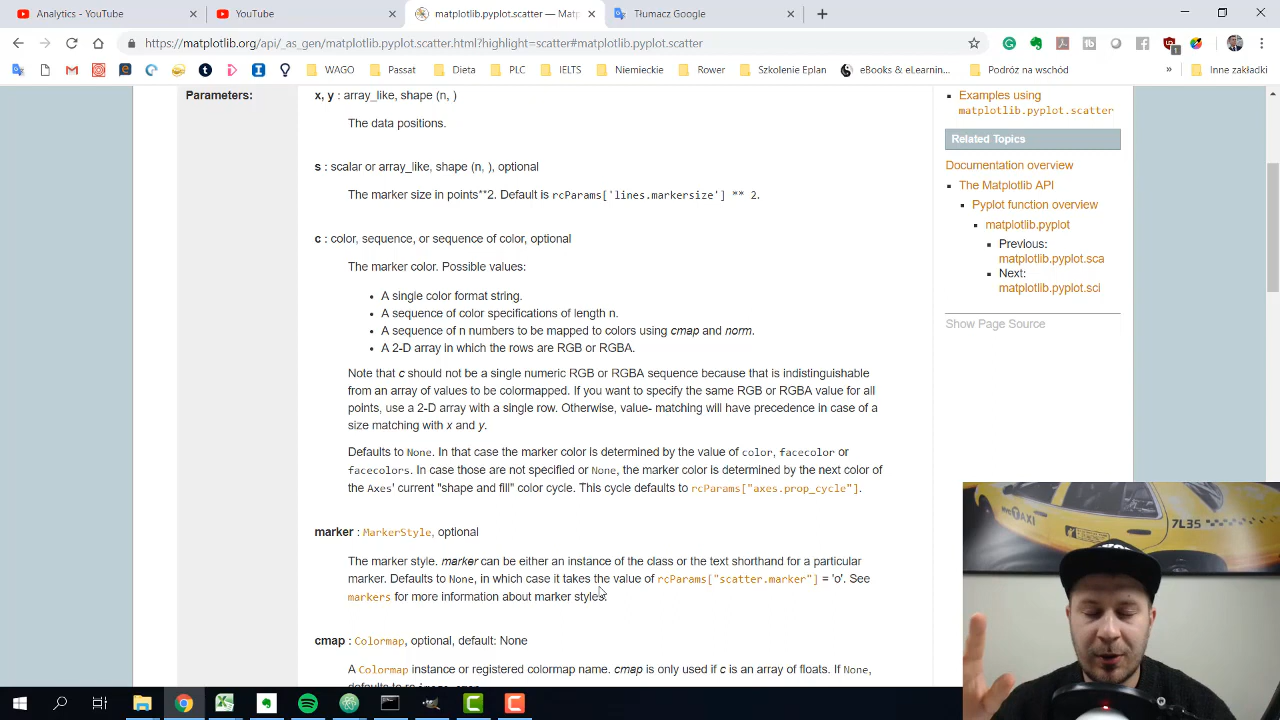 Analytics - YouTube
YouTube
matplotlib.pyplot.scatter — Matp
Tłumacz Google
https://matplotlib.org/api/_as_gen/matplotlib.pyplot.scatter.html?highlight=scatter#matplotlib.pyplot.scatter
WAGO
Passat
Dieta
PLC
IELTS
Niemieckie
Rower
Szkolenie Eplan
eBooks & eLearnin...
Podróż na wschód
»
Inne zakładki
Parameters:
x, y : array_like, shape (n, )
The data positions.
s : scalar or array_like, shape (n, ), optional
The marker size in points**2. Default is rcParams['lines.markersize'] ** 2.
c : color, sequence, or sequence of color, optional
The marker color. Possible values:
• A single color format string.
• A sequence of color specifications of length n.
• A sequence of n numbers to be mapped to colors using cmap and norm.
• A 2-D array in which the rows are RGB or RGBA.
Note that c should not be a single numeric RGB or RGBA sequence because that is indistinguishable
from an array of values to be colormapped. If you want to specify the same RGB or RGBA value for all
points, use a 2-D array with a single row. Otherwise, value- matching will have precedence in case of a
size matching with x and y.
Defaults to None. In that case the marker color is determined by the value of color, facecolor or
facecolors. In case those are not specified or None, the marker color is determined by the next color of
the Axes' current "shape and fill" color cycle. This cycle defaults to rcParams["axes.prop_cycle"].
marker : MarkerStyle, optional
The marker style. marker can be either an instance of the class or the text shorthand for a particular
marker. Defaults to None, in which case it takes the value of rcParams["scatter.marker"] = 'o'. See
markers for more information about marker styles.
cmap : Colormap, optional, default: None
A Colormap instance or registered colormap name. cmap is only used if c is an array of floats. If None,
Examples using
matplotlib.pyplot.scatter
Related Topics
Documentation overview
The Matplotlib API
Pyplot function overview
matplotlib.pyplot
Previous:
matplotlib.pyplot.sca
Next:
matplotlib.pyplot.sci
Show Page Source
NYC TAXI
7L35